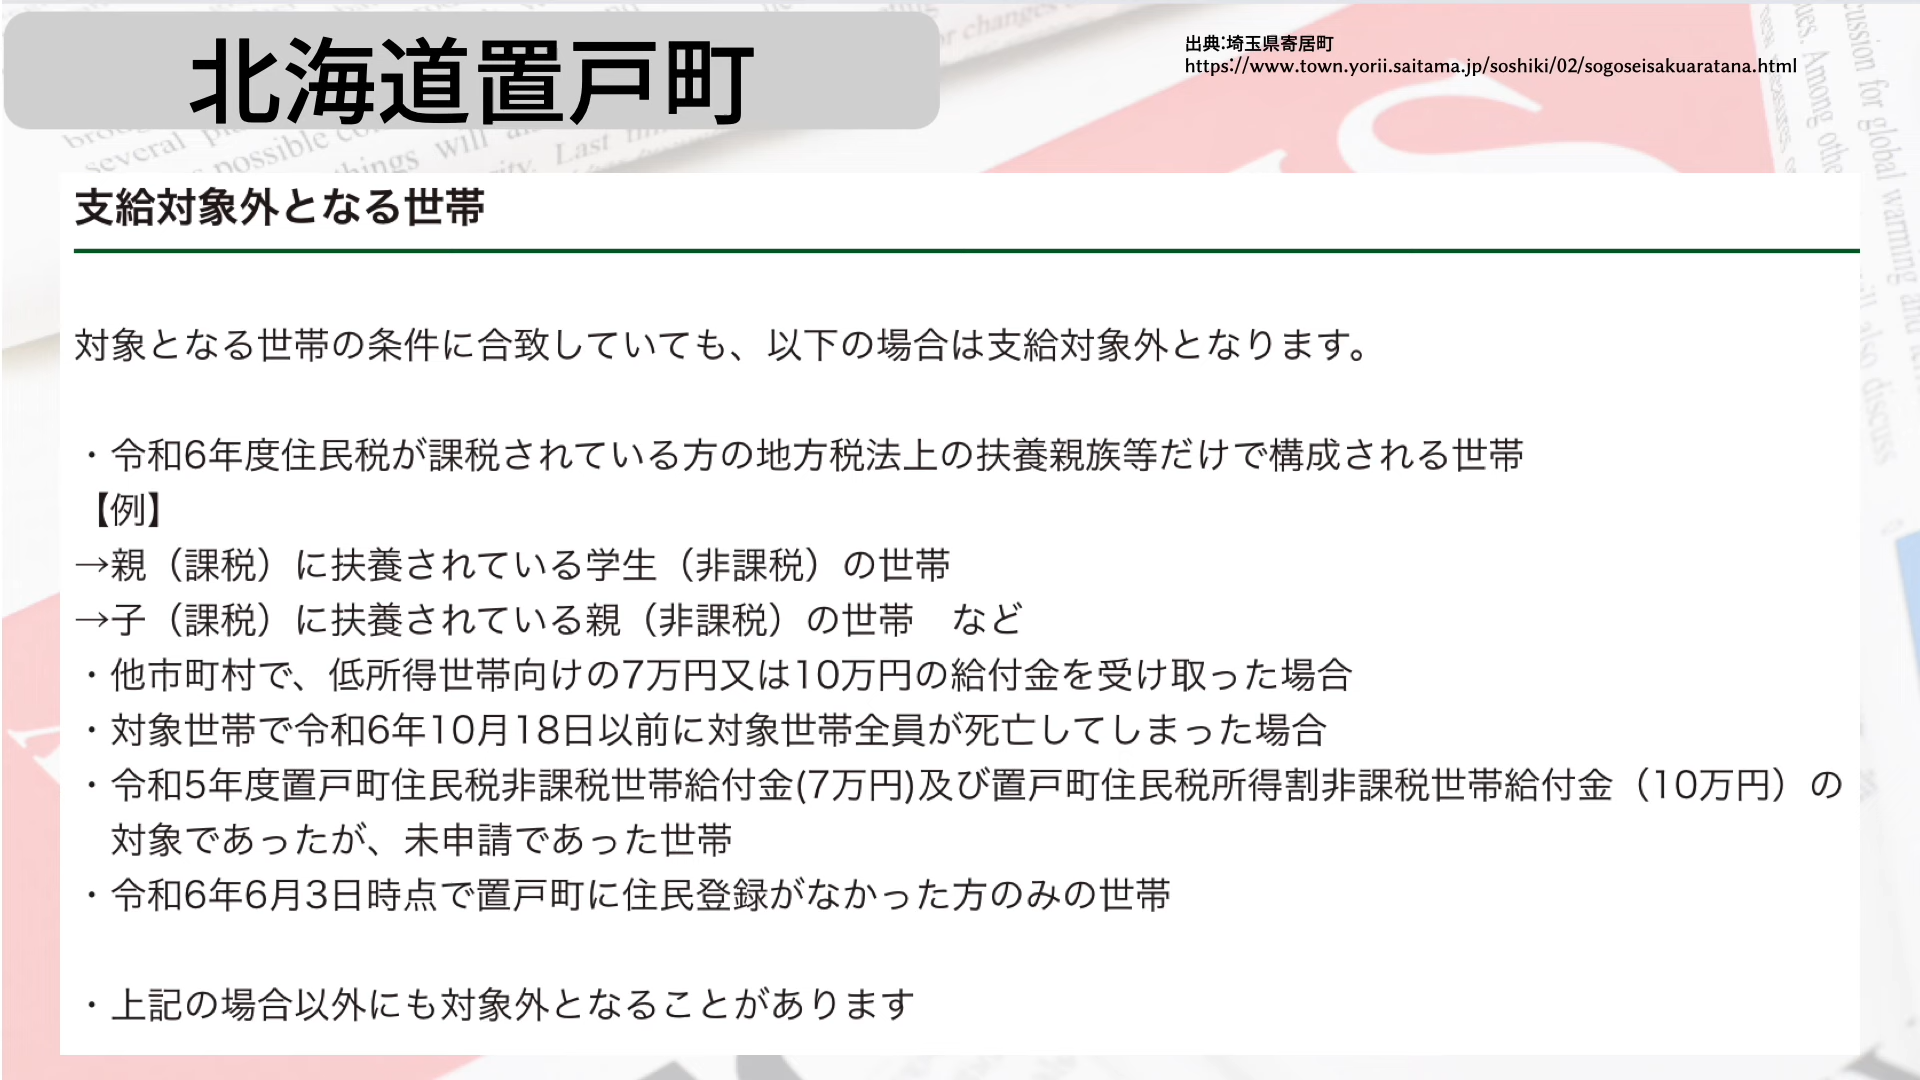 北海道置戸町
出典:埼玉県寄居町
https://www.town.yorii.saitama.jp/soshiki/02/sogoseisakuaratana.html
支給対象外となる世帯
対象となる世帯の条件に合致していても、以下の場合は支給対象外となります。
・令和6年度住民税が課税されている方の地方税法上の扶養親族等だけで構成される世帯
【例】
→親（課税）に扶養されている学生（非課税）の世帯
→子（課税）に扶養されている親（非課税）の世帯　など
・他市町村で、低所得世帯向けの7万円又は10万円の給付金を受け取った場合
・対象世帯で令和6年10月18日以前に対象世帯全員が死亡してしまった場合
・令和5年度置戸町住民税非課税世帯給付金(7万円)及び置戸町住民税所得割非課税世帯給付金（10万円）の
対象であったが、未申請であった世帯
・令和6年6月3日時点で置戸町に住民登録がなかった方のみの世帯
・上記の場合以外にも対象外となることがあります
several
possible
things will
Last
or changes
ues. Among othe
cussion for global warming and
also discuss